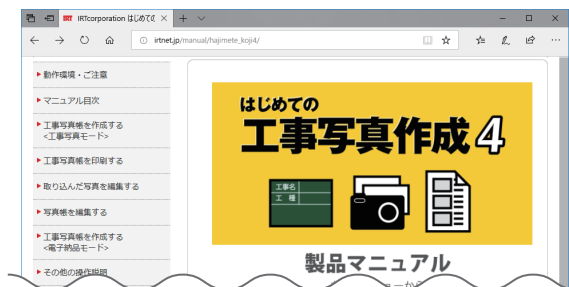 IRTcorporation はじめての
irtnet.jp/manual/hajimete_koji4/
動作環境・ご注意
マニュアル目次
工事写真帳を作成する
<工事写真モード>
工事写真帳を印刷する
取り込んだ写真を編集する
写真帳を編集する
工事写真帳を作成する
<電子納品モード>
その他の操作説明
はじめての
工事写真作成4
工事名
工 種
製品マニュアル